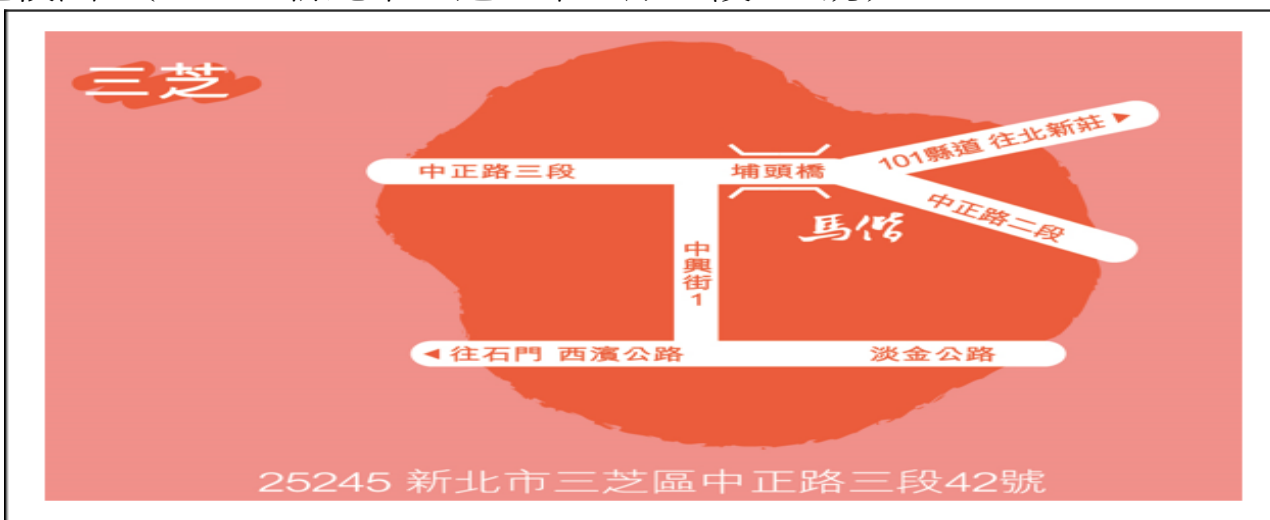 三芝
101縣道 往北新莊 ▶
中正路三段
埔頭橋
中正路二段
馬偕
中興街1
◀ 往石門 西濱公路
淡金公路
25245 新北市三芝區中正路三段42號